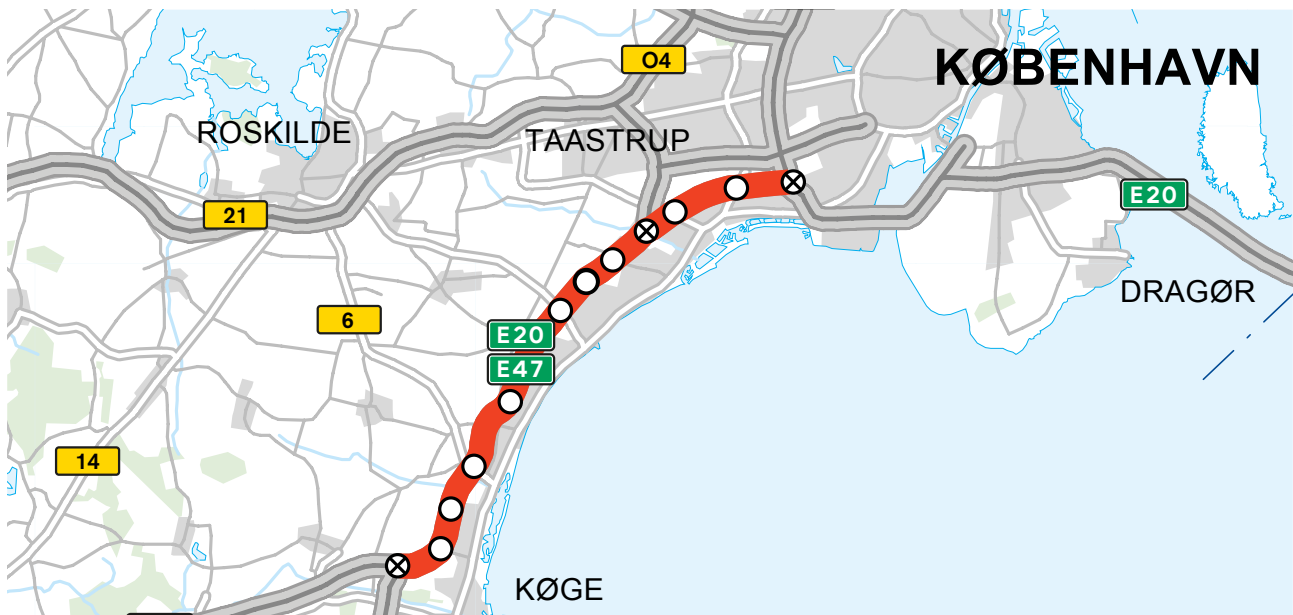 KØBENHAVN
O4
ROSKILDE
TAASTRUP
E20
21
DRAGØR
6
E20
E47
14
KØGE